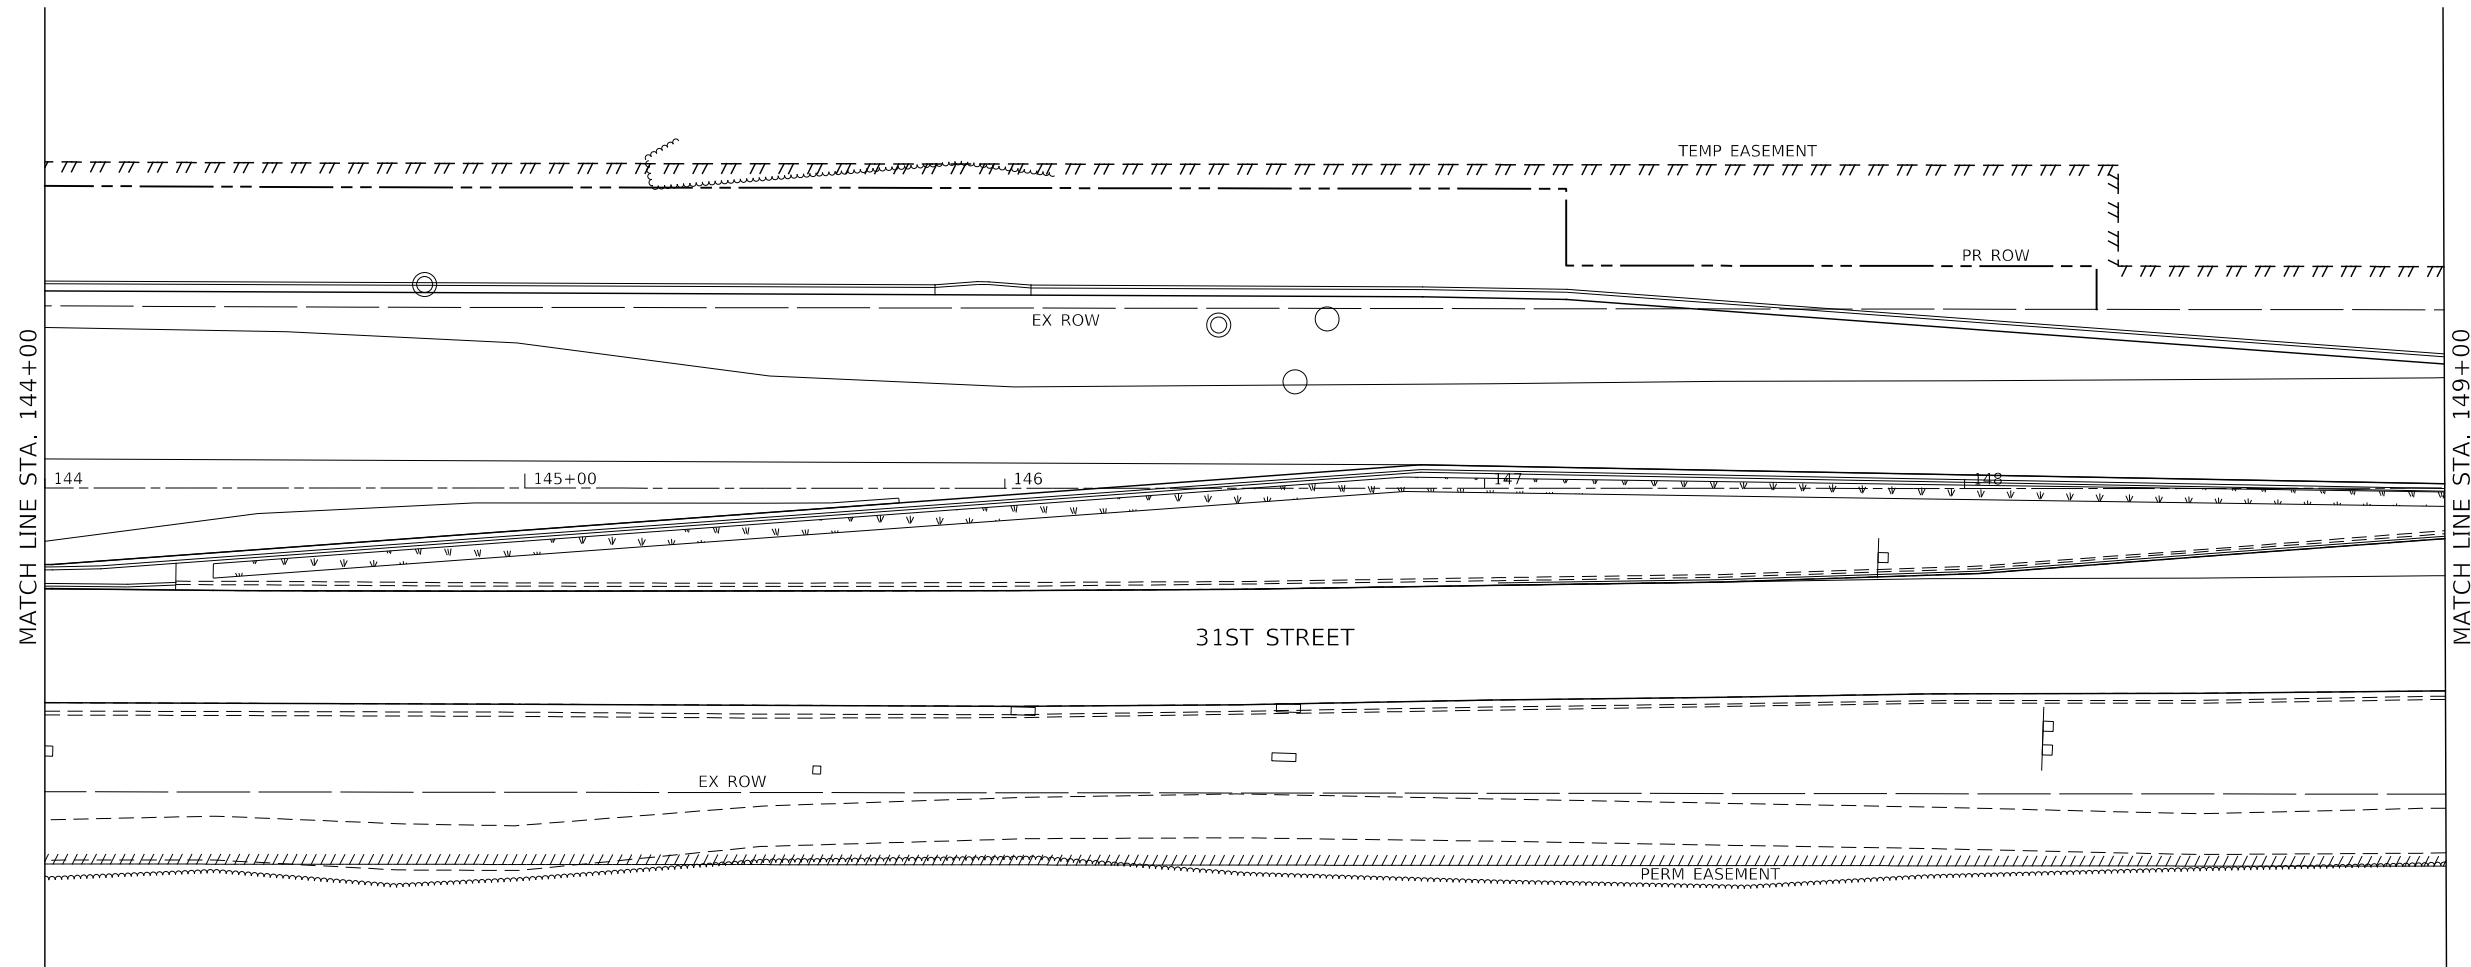 TEMP EASEMENT
PR ROW
EX ROW
MATCH LINE STA. 144+00
MATCH LINE STA. 149+00
144
145+00
146
147
148
31ST STREET
EX ROW
PERM EASEMENT